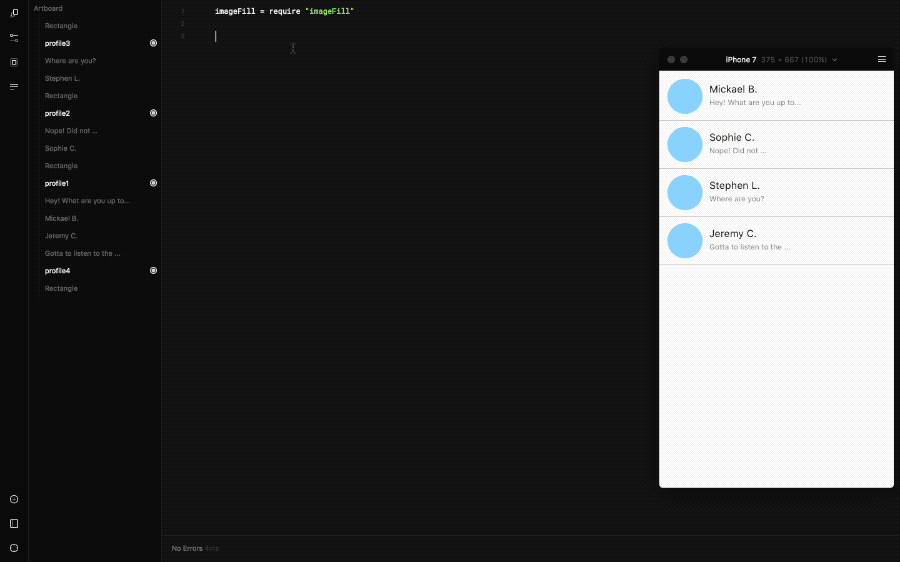 Artboard
Rectangle
profile3
Where are you?
Stephen L.
Rectangle
profile2
Nope! Did not ...
Sophie C.
Rectangle
profile1
Hey! What are you up to...
Mickael B.
Jeremy C.
Gotta to listen to the ...
profile4
Rectangle
1 imageFill = require "imageFill"
2
3
iPhone 7 375 × 667 (100%)
Mickael B.
Hey! What are you up to...
Sophie C.
Nope! Did not ...
Stephen L.
Where are you?
Jeremy C.
Gotta to listen to the ...
No Errors 4ms